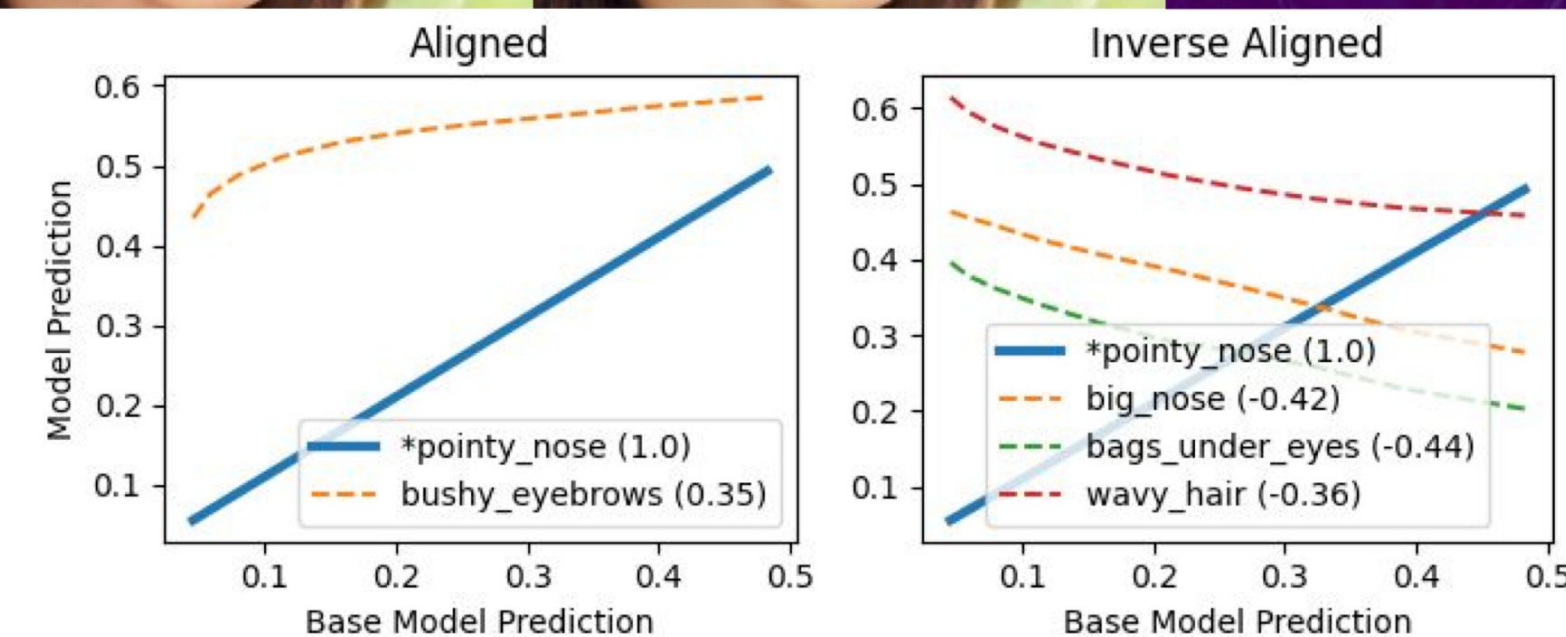 Aligned
0.6
0.5
0.4
0.3
0.2
0.1
Model Prediction
*pointy_nose (1.0)
bushy_eyebrows (0.35)
0.1 0.2 0.3 0.4 0.5
Base Model Prediction
Inverse Aligned
0.6
0.5
0.4
0.3
0.2
0.1
*pointy_nose (1.0)
big_nose (-0.42)
bags_under_eyes (-0.44)
wavy_hair (-0.36)
0.1 0.2 0.3 0.4 0.5
Base Model Prediction